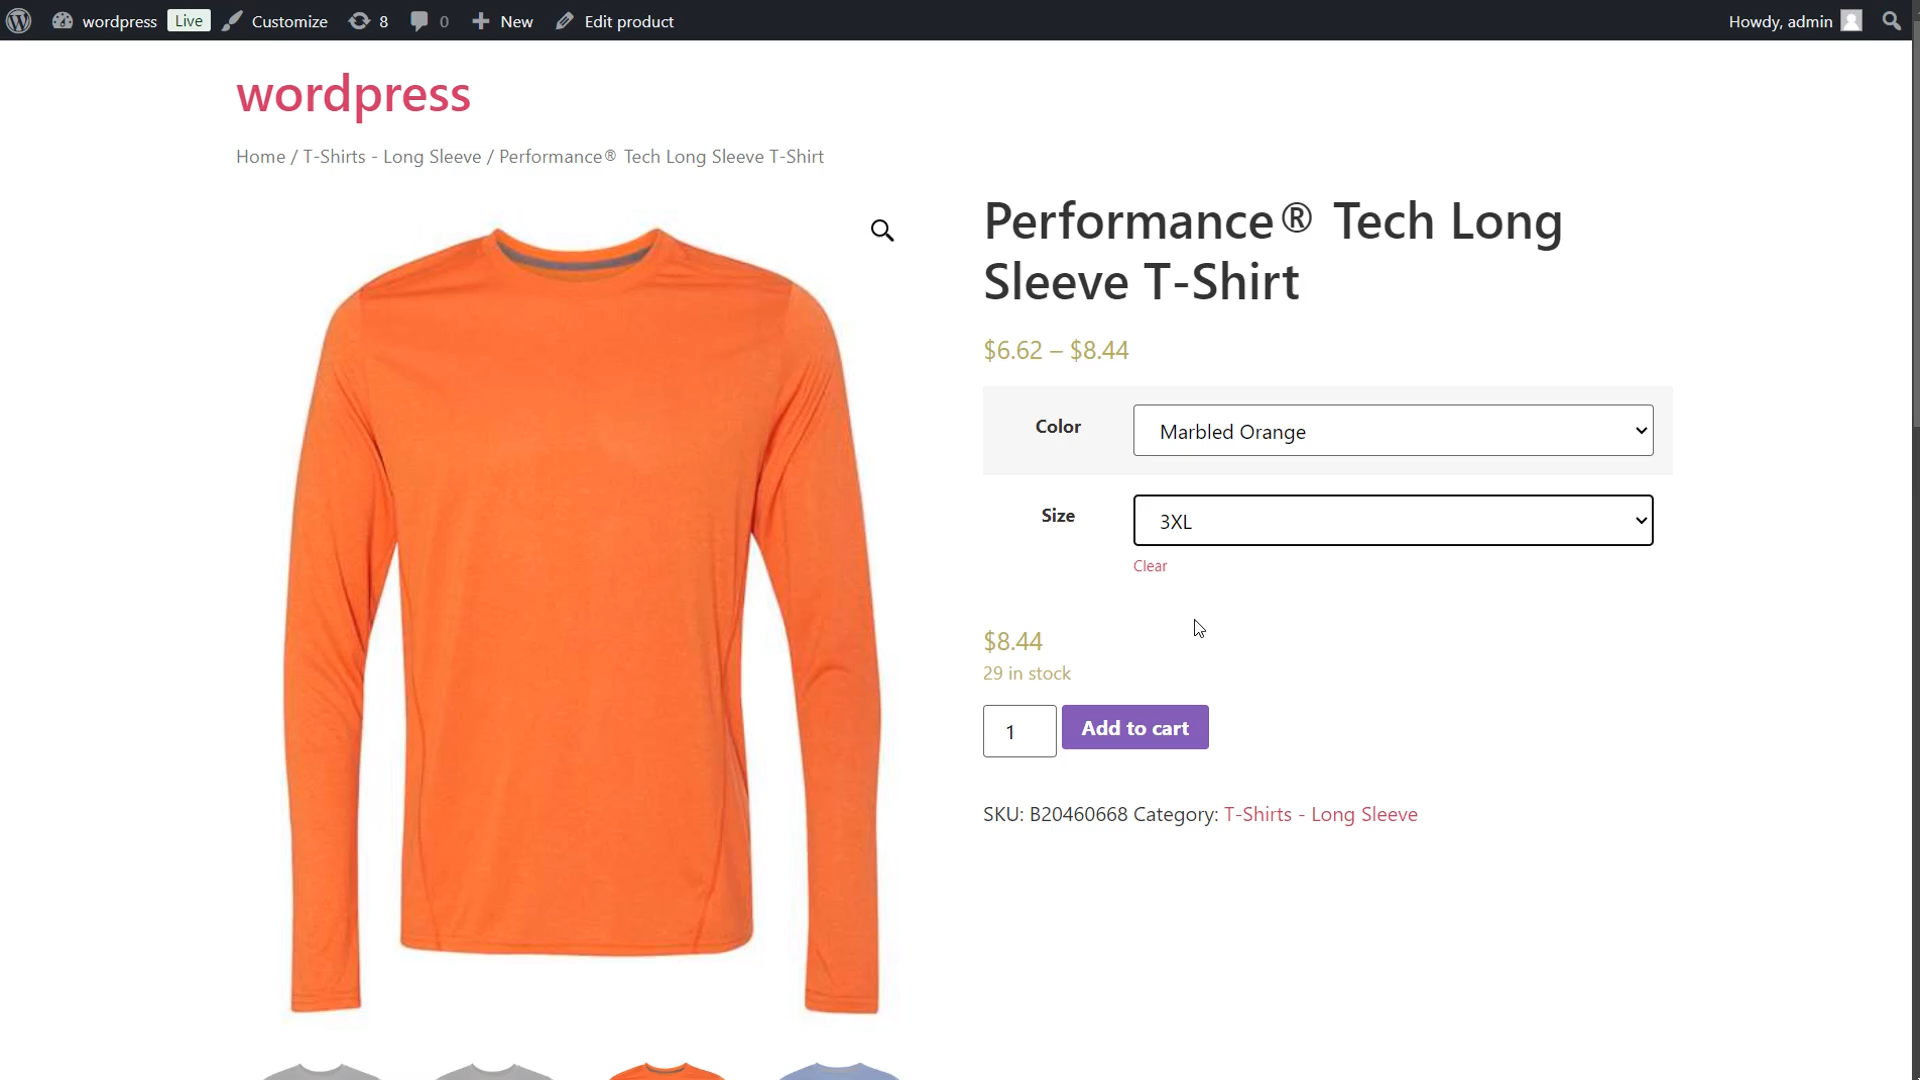 wordpress Live Customize 8 0 New Edit product Howdy, admin
wordpress
Home / T-Shirts - Long Sleeve / Performance® Tech Long Sleeve T-Shirt
Performance® Tech Long
Sleeve T-Shirt
$6.62 – $8.44
Color Marbled Orange
Size 3XL
Clear
$8.44
29 in stock
1 Add to cart
SKU: B20460668 Category: T-Shirts - Long Sleeve